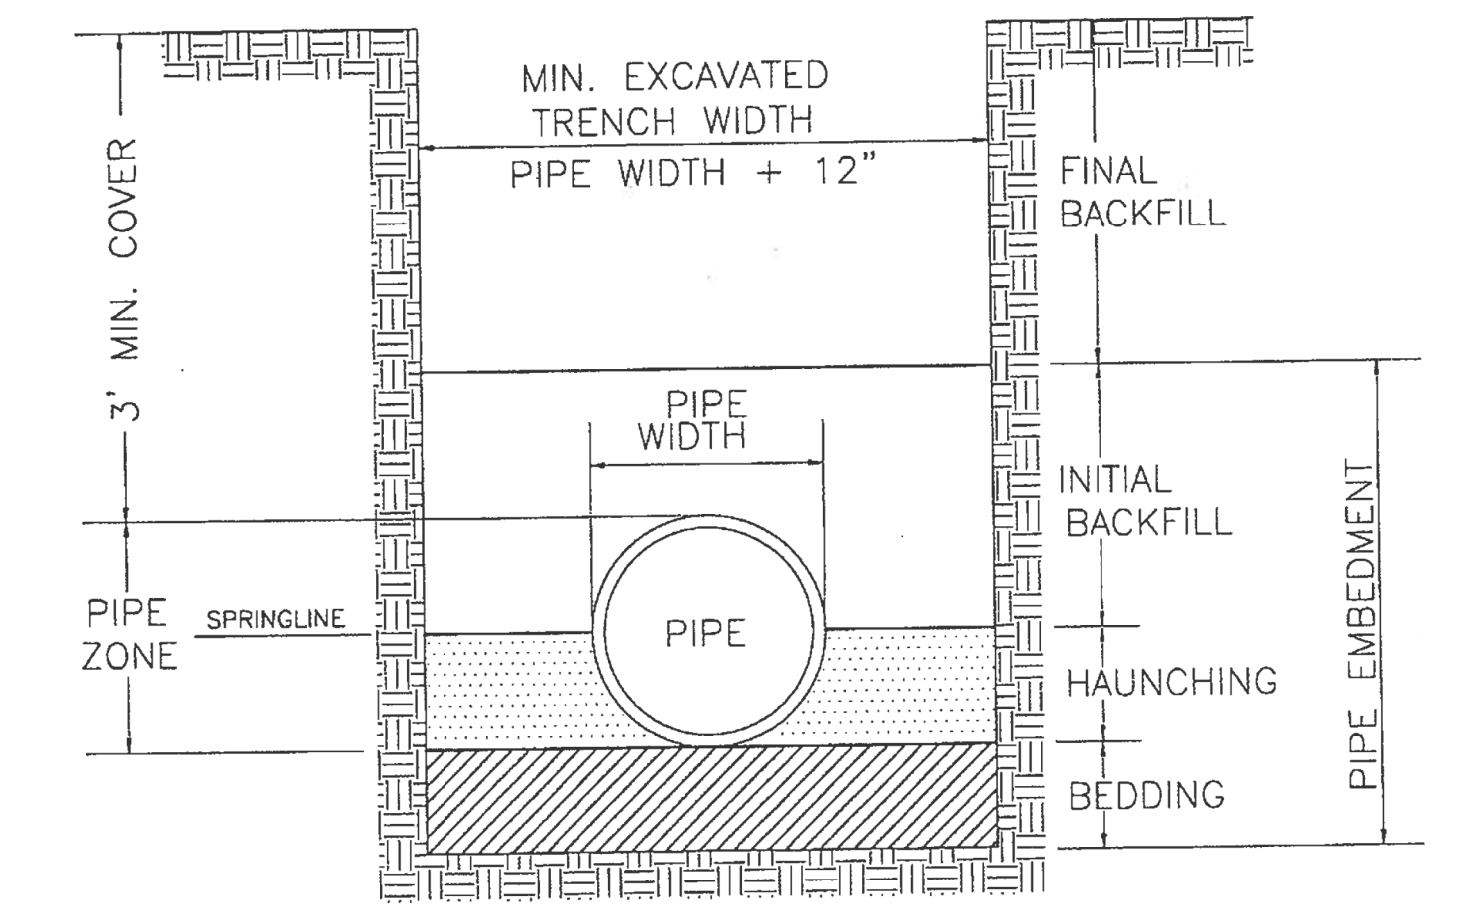 MIN. EXCAVATED
TRENCH WIDTH
PIPE WIDTH + 12"
3' MIN. COVER
FINAL
BACKFILL
PIPE
WIDTH
INITIAL
BACKFILL
PIPE EMBEDMENT
PIPE
ZONE
SPRINGLINE
PIPE
HAUNCHING
BEDDING